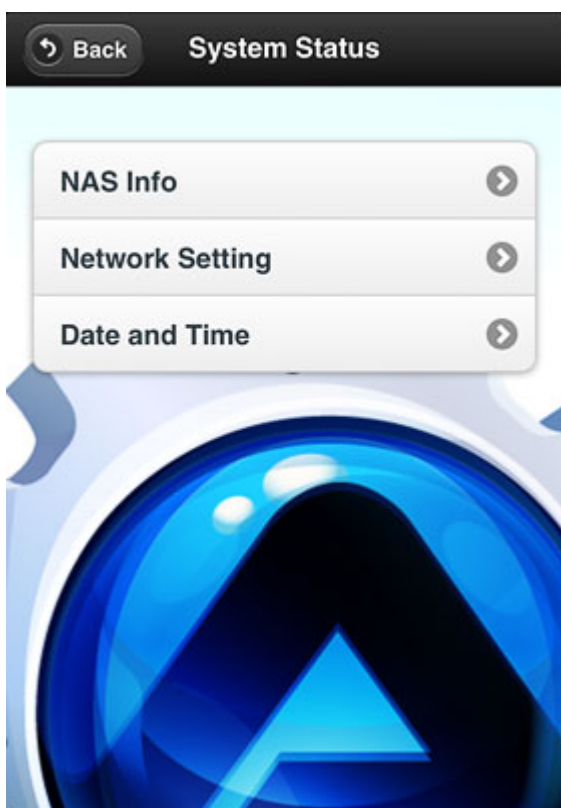 Back
System Status
NAS Info
Network Setting
Date and Time